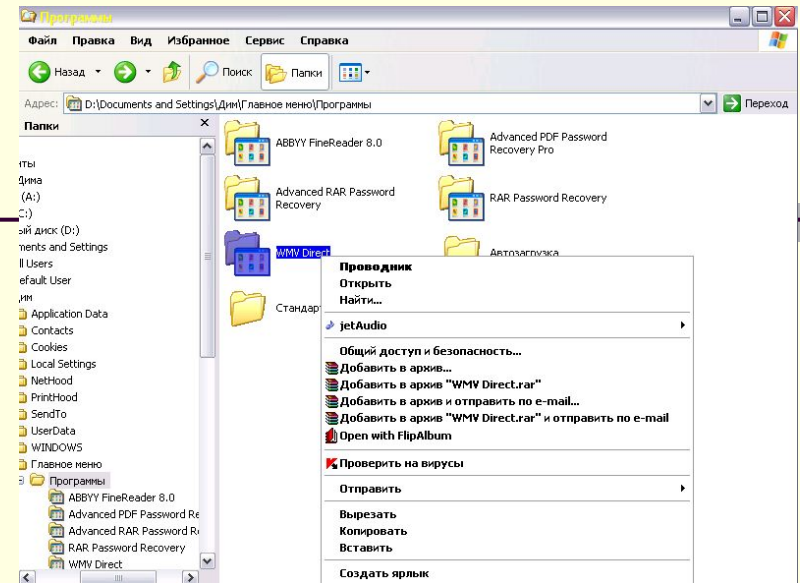 Программы
Файл Правка Вид Избранное Сервис Справка
Назад Поиск Папки
Адрес: D:\Documents and Settings\Дим\Главное меню\Программы Переход
Папки
Дима
(A:)
C:)
диск (D:)
ments and Settings
ll Users
efault User
им
Application Data
Contacts
Cookies
Local Settings
NetHood
PrintHood
SendTo
UserData
WINDOWS
Главное меню
Программы
ABBYY FineReader 8.0
Advanced PDF Password Re
Advanced RAR Password R
RAR Password Recovery
WMV Direct
ABBYY FineReader 8.0
Advanced PDF Password
Recovery Pro
Advanced RAR Password
Recovery
RAR Password Recovery
WMV Direct
Автозагрузка
Стандар
Проводник
Открыть
Найти...
jetAudio
Общий доступ и безопасность...
Добавить в архив...
Добавить в архив "WMV Direct.rar"
Добавить в архив и отправить по e-mail...
Добавить в архив "WMV Direct.rar" и отправить по e-mail
Open with FlipAlbum
Проверить на вирусы
Отправить
Вырезать
Копировать
Вставить
Создать ярлык